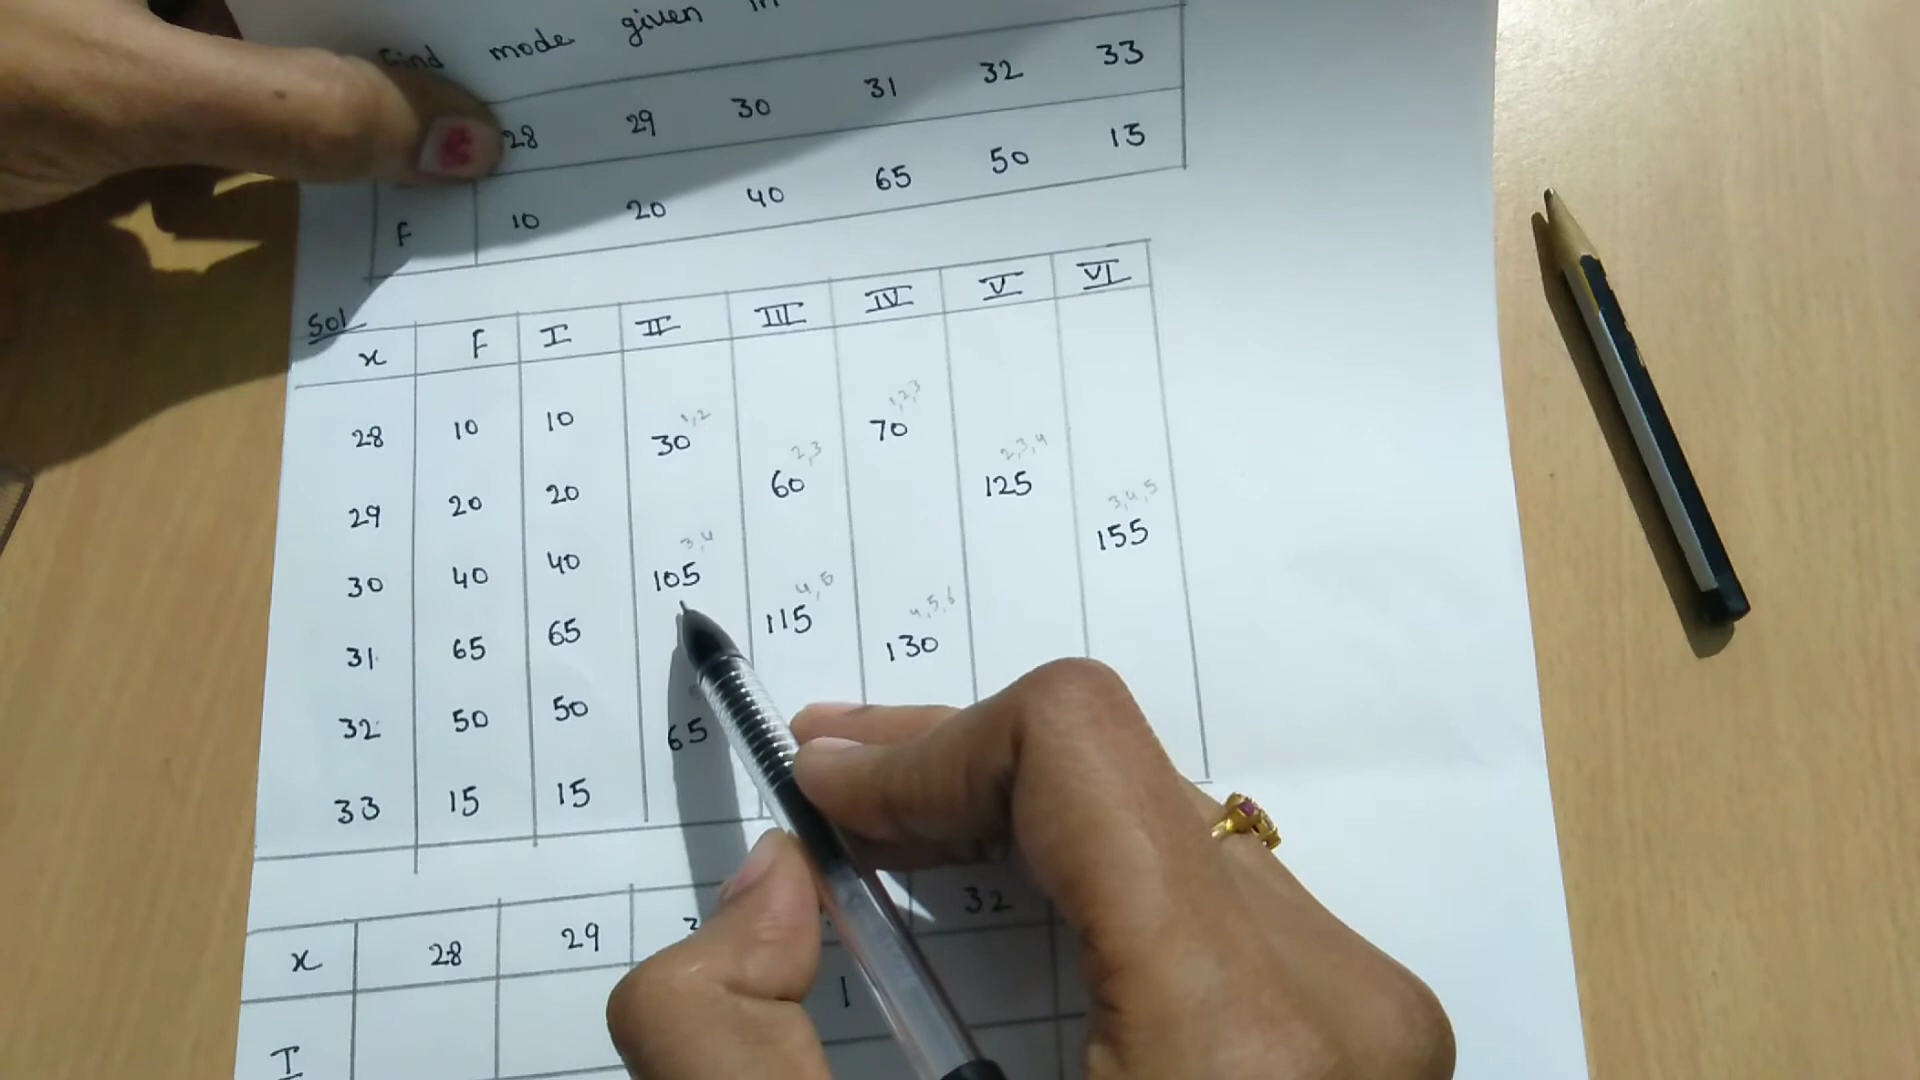 Find mode given in
28 29 30 31 32 33
F 10 20 40 65 50 15
Sol
x F I II III IV V VI
28 10 10 30 1,2 70 1,2,3
60 2,3 125 2,3,4
29 20 20 155 3,4,5
30 40 40 105 3,4
115 4,5 130 4,5,6
31 65 65
32 50 50 65
33 15 15
x 28 29 32
I 1